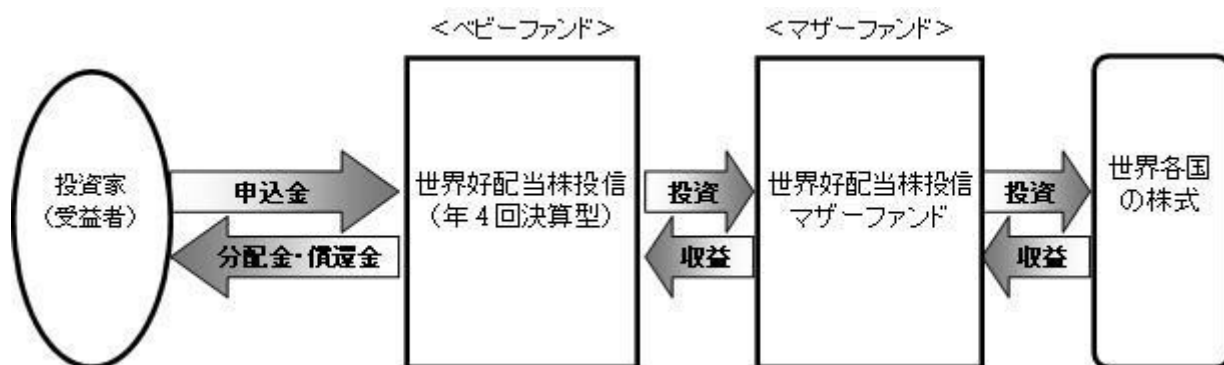 <ベビーファンド>
<マザーファンド>
投資家
(受益者)
申込金
分配金・償還金
世界好配当株投信
(年4回決算型)
投資
収益
世界好配当株投信
マザーファンド
投資
収益
世界各国
の株式